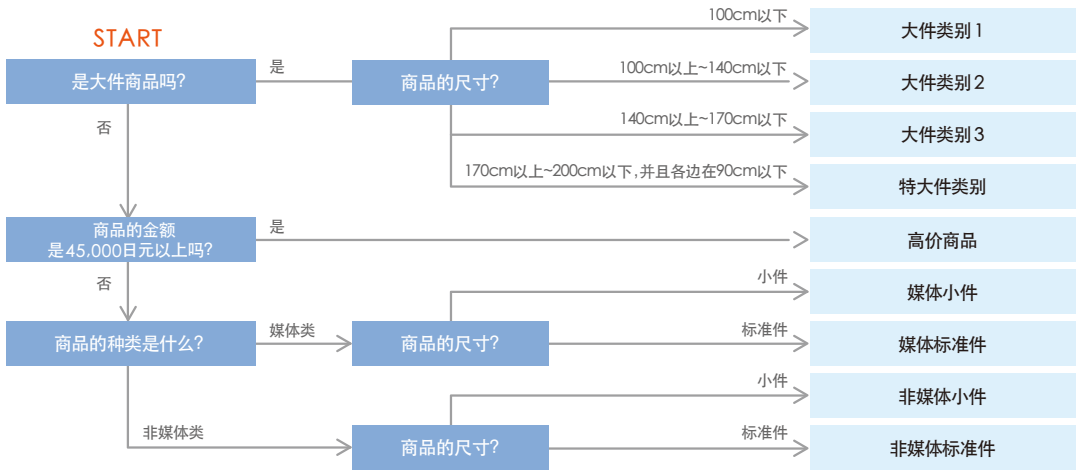 START
是大件商品吗？
是
商品的尺寸？
100cm以下
大件类别1
100cm以上~140cm以下
大件类别2
140cm以上~170cm以下
大件类别3
170cm以上~200cm以下，并且各边在90cm以下
特大件类别
否
商品的金额
是45,000日元以上吗？
是
高价商品
否
商品的种类是什么？
媒体类
商品的尺寸？
小件
媒体小件
标准件
媒体标准件
非媒体类
商品的尺寸？
小件
非媒体小件
标准件
非媒体标准件